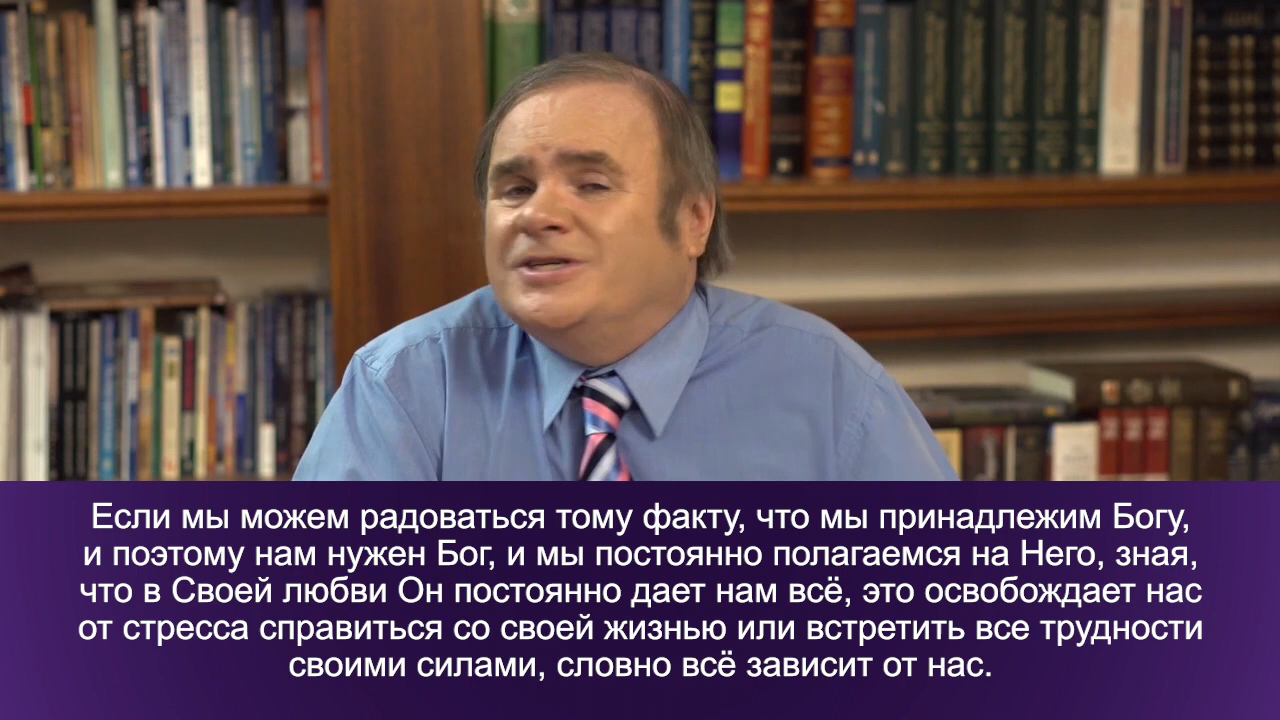 Если мы можем радоваться тому факту, что мы принадлежим Богу,
и поэтому нам нужен Бог, и мы постоянно полагаемся на Него, зная,
что в Своей любви Он постоянно дает нам всё, это освобождает нас
от стресса справиться со своей жизнью или встретить все трудности
своими силами, словно всё зависит от нас.